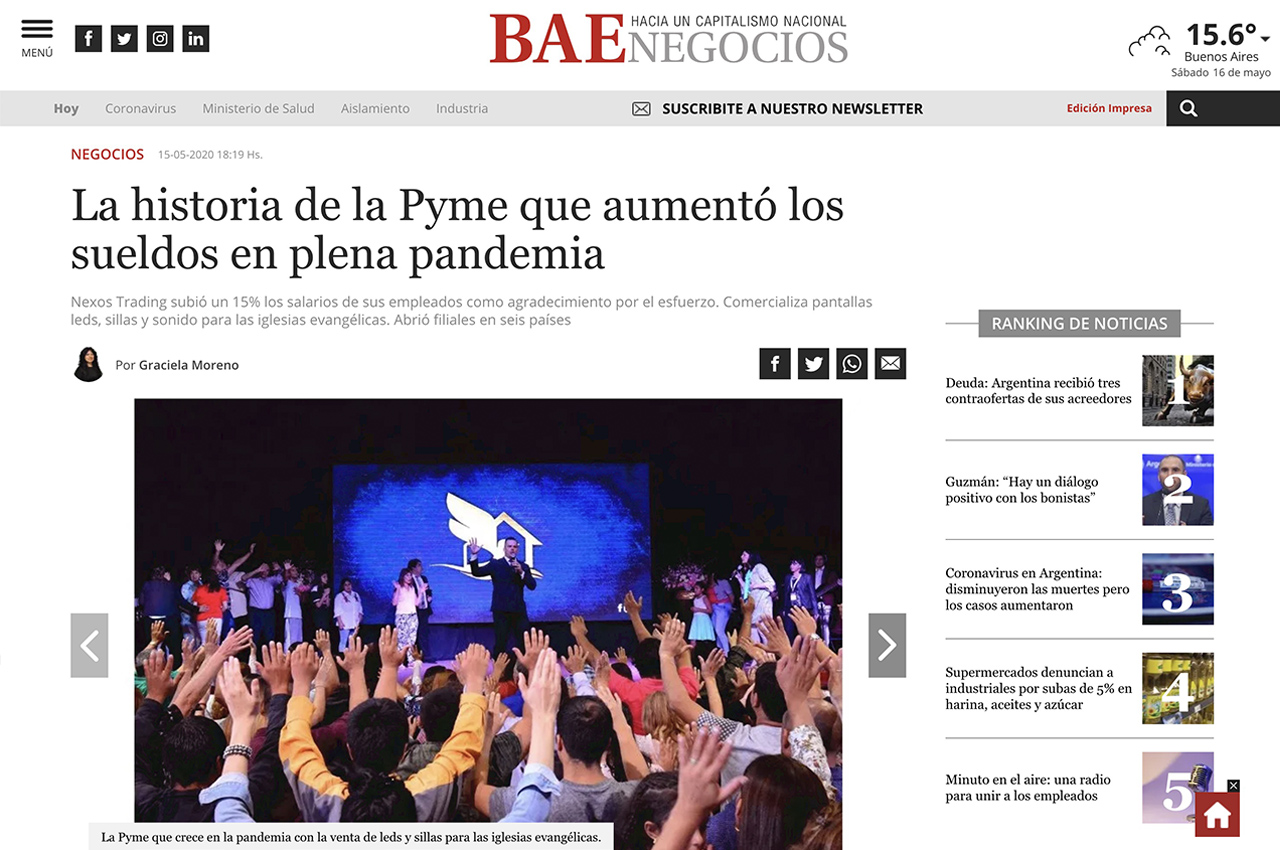 MENÚ
BAE
HACIA UN CAPITALISMO NACIONAL
NEGOCIOS
15.6°
Buenos Aires
Sábado 16 de mayo
Hoy Coronavirus Ministerio de Salud Aislamiento Industria
SUSCRIBITE A NUESTRO NEWSLETTER
Edición Impresa
NEGOCIOS 15-05-2020 18:19 Hs.
La historia de la Pyme que aumentó los
sueldos en plena pandemia
Nexos Trading subió un 15% los salarios de sus empleados como agradecimiento por el esfuerzo. Comercializa pantallas
leds, sillas y sonido para las iglesias evangélicas. Abrió filiales en seis países
Por Graciela Moreno
La Pyme que crece en la pandemia con la venta de leds y sillas para las iglesias evangélicas.
RANKING DE NOTICIAS
Deuda: Argentina recibió tres
contraofertas de sus acreedores
1
Guzmán: “Hay un diálogo
positivo con los bonistas”
2
Coronavirus en Argentina:
disminuyeron las muertes pero
los casos aumentaron
3
Supermercados denuncian a
industriales por subas de 5% en
harina, aceites y azúcar
4
Minuto en el aire: una radio
para unir a los empleados
5